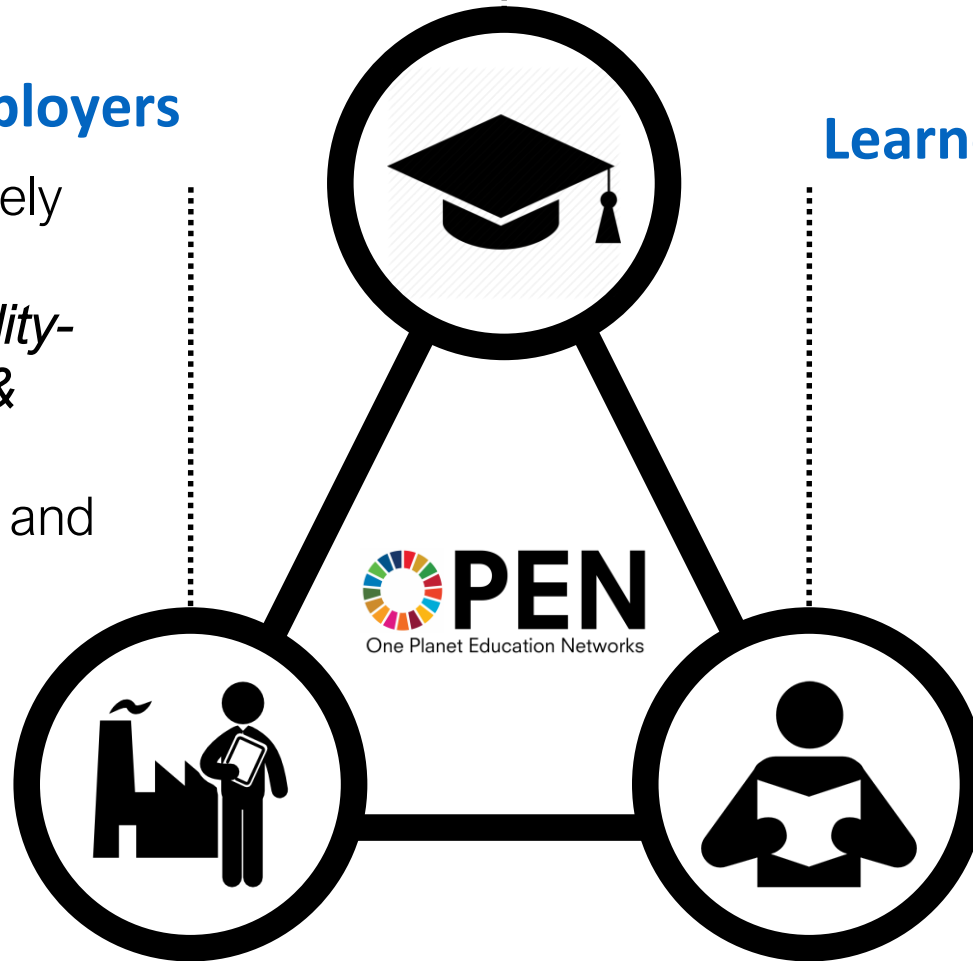 ployers
ely
lity-
&
and
Learn
OPEN
One Planet Education Networks